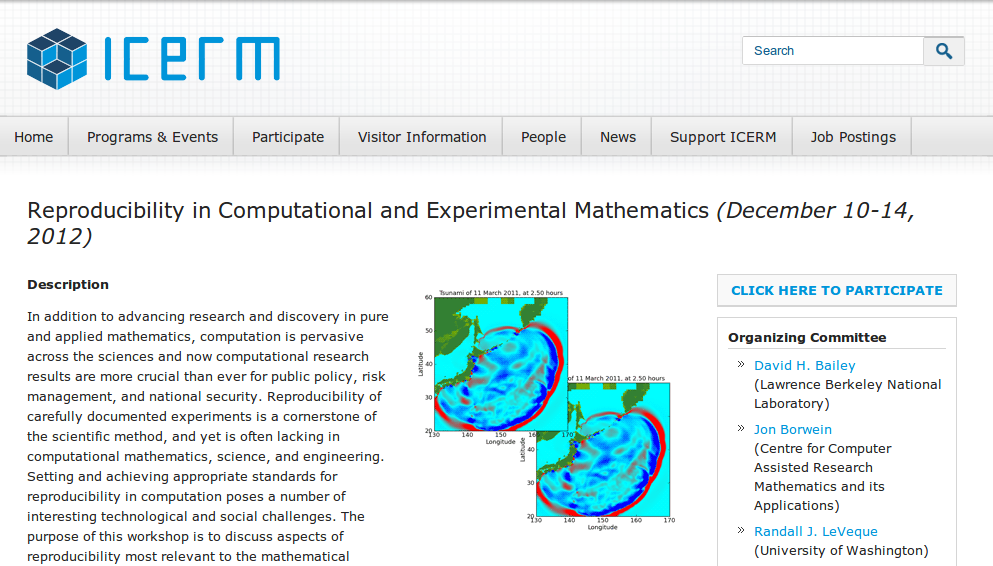 icerm
Search
Home
Programs & Events
Participate
Visitor Information
People
News
Support ICERM
Job Postings
Reproducibility in Computational and Experimental Mathematics (December 10-14,
2012)
Description
In addition to advancing research and discovery in pure
and applied mathematics, computation is pervasive
across the sciences and now computational research
results are more crucial than ever for public policy, risk
management, and national security. Reproducibility of
carefully documented experiments is a cornerstone of
the scientific method, and yet is often lacking in
computational mathematics, science, and engineering.
Setting and achieving appropriate standards for
reproducibility in computation poses a number of
interesting technological and social challenges. The
purpose of this workshop is to discuss aspects of
reproducibility most relevant to the mathematical
Tsunami of 11 March 2011, at 2.50 hours
60
50
40
30
20
Latitude
130 140 150 160 170
Longitude
of 11 March 2011, at 2.50 hours
40
30
20
Latitude
130 140 150 160 170
Longitude
CLICK HERE TO PARTICIPATE
Organizing Committee
» David H. Bailey
(Lawrence Berkeley National
Laboratory)
» Jon Borwein
(Centre for Computer
Assisted Research
Mathematics and its
Applications)
» Randall J. LeVeque
(University of Washington)